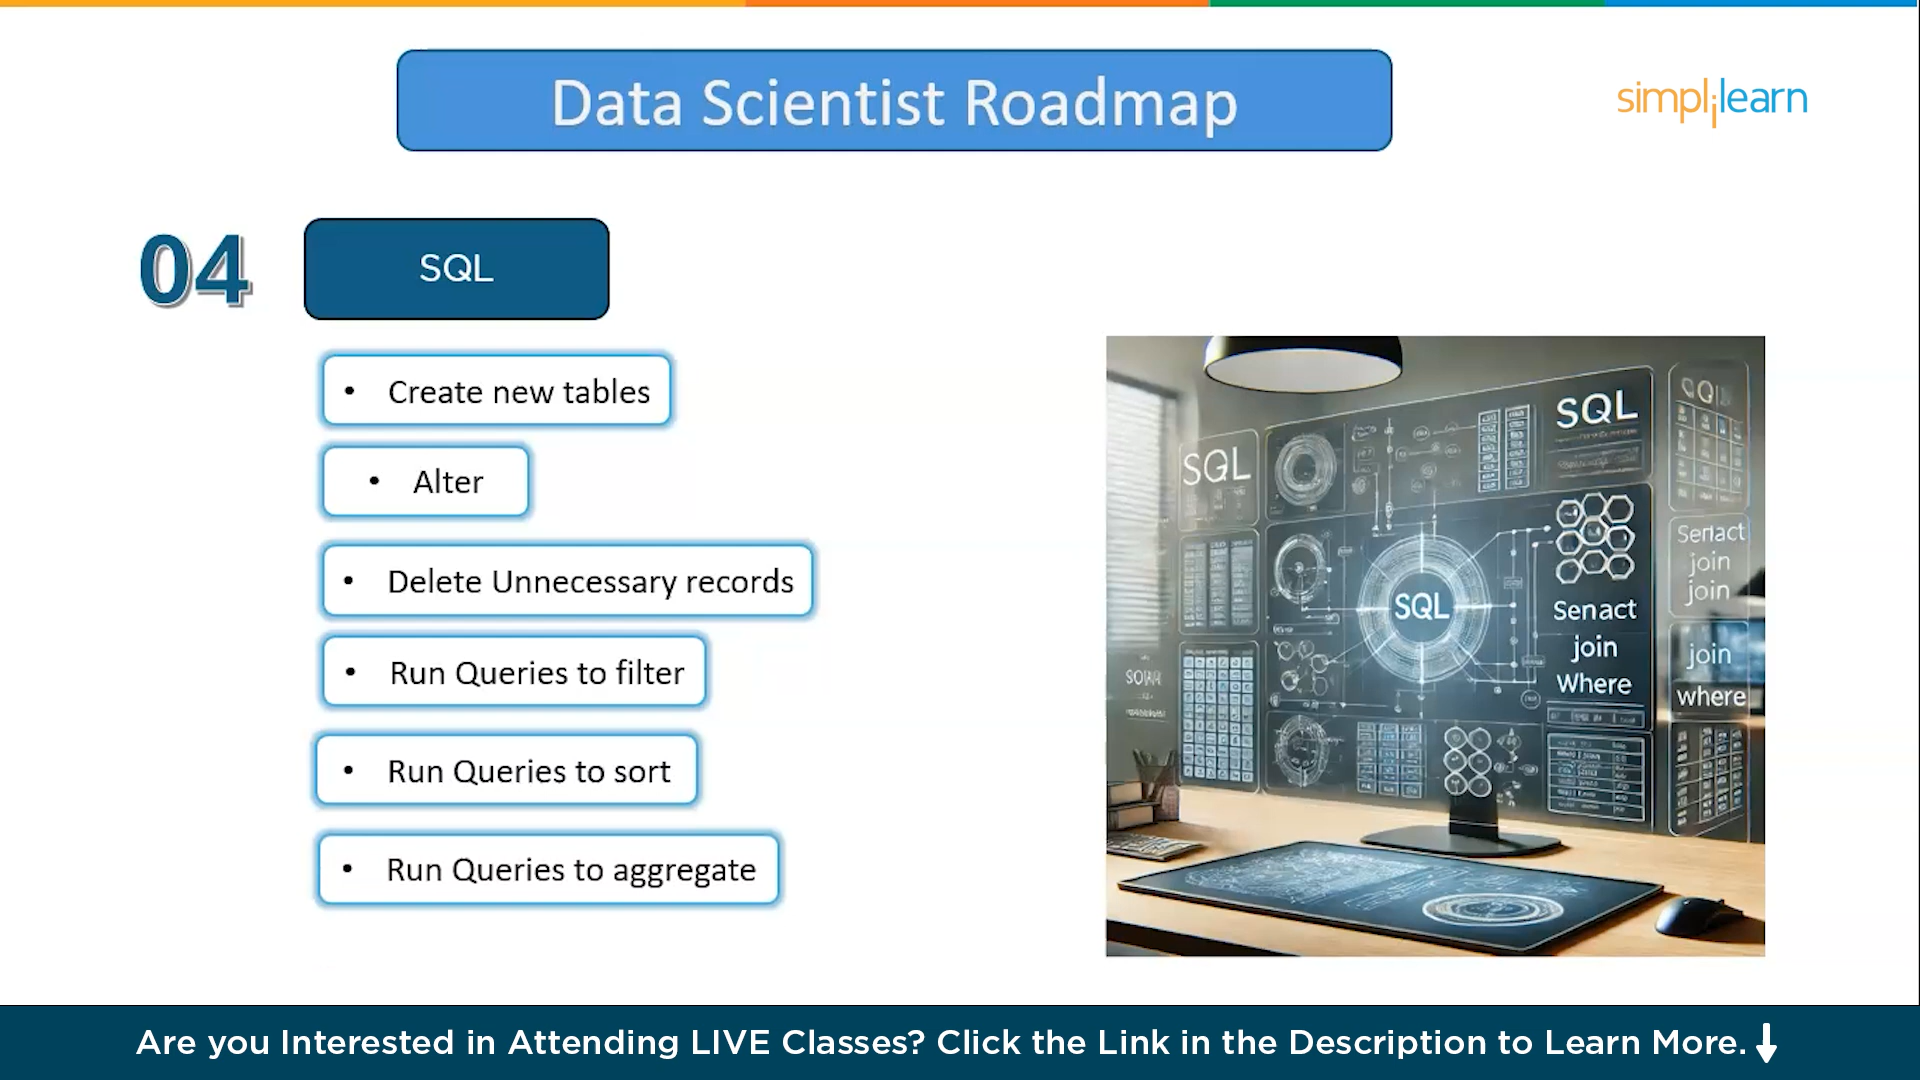 Data Scientist Roadmap
simplilearn
04
SQL
• Create new tables
• Alter
• Delete Unnecessary records
• Run Queries to filter
• Run Queries to sort
• Run Queries to aggregate
SQL
SQL
SQL
Senact
join
Where
Senact
join
join
join
where
Are you Interested in Attending LIVE Classes? Click the Link in the Description to Learn More.